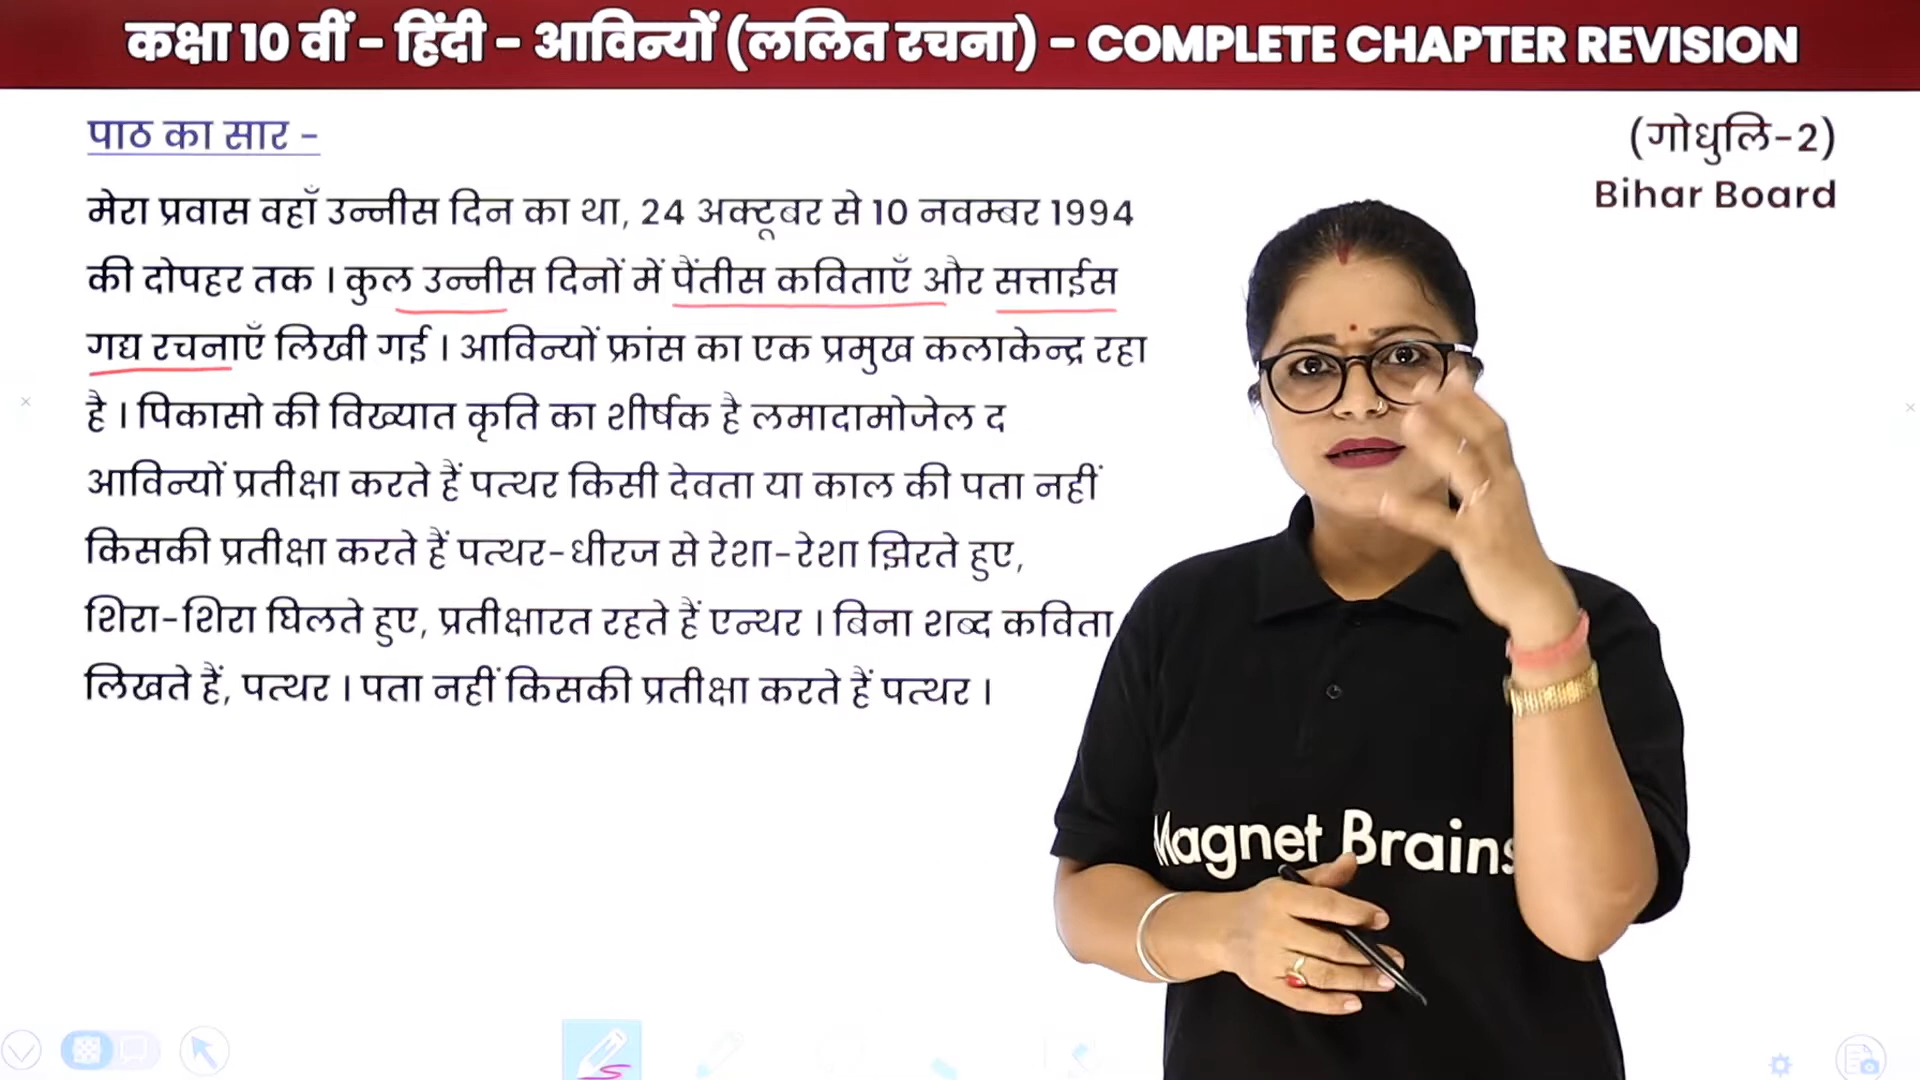 कक्षा 10 वीं - हिंदी - आविन्यों (ललित रचना) - COMPLETE CHAPTER REVISION
पाठ का सार -
(गोधुलि-2)
Bihar Board
मेरा प्रवास वहाँ उन्नीस दिन का था, 24 अक्टूबर से 10 नवम्बर 1994
की दोपहर तक । कुल उन्नीस दिनों में पैंतीस कविताएँ और सत्ताईस
गद्य रचनाएँ लिखी गई । आविन्यों फ्रांस का एक प्रमुख कलाकेन्द्र रहा
है । पिकासो की विख्यात कृति का शीर्षक है लमादामोजेल द
आविन्यों प्रतीक्षा करते हैं पत्थर किसी देवता या काल की पता नहीं
किसकी प्रतीक्षा करते हैं पत्थर-धीरज से रेशा-रेशा झिरते हुए,
शिरा-शिरा घिलते हुए, प्रतीक्षारत रहते हैं एन्थर । बिना शब्द कविता
लिखते हैं, पत्थर । पता नहीं किसकी प्रतीक्षा करते हैं पत्थर ।
Magnet Brains